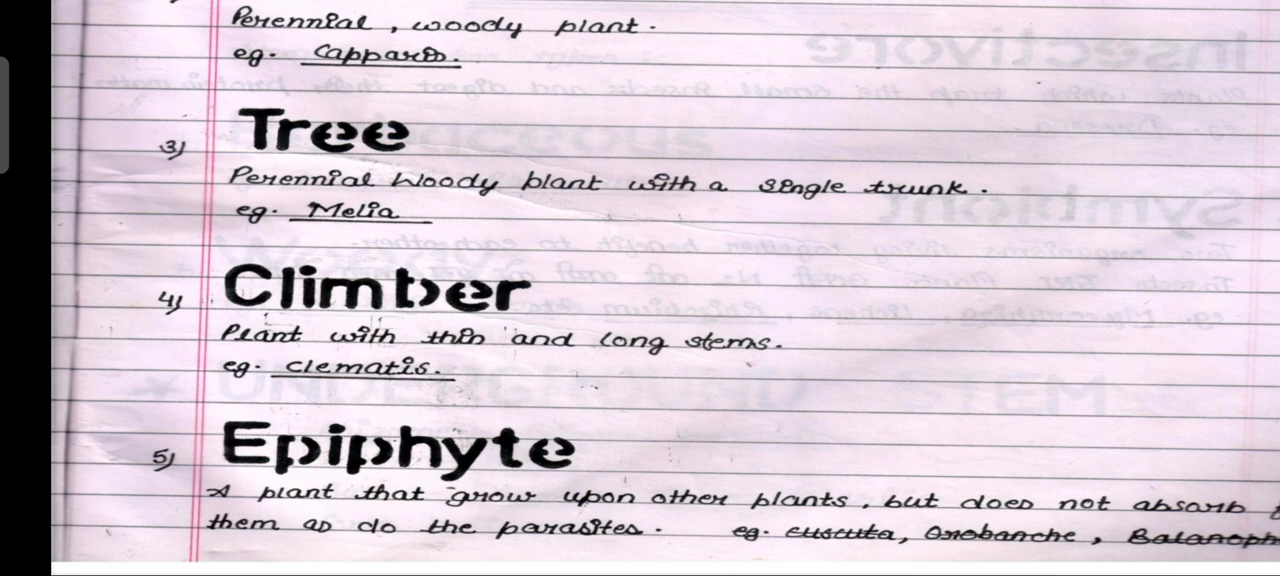 Perennial, woody plant.
eg. Capparis.
3) Tree
Perennial Woody plant with a single trunk.
eg. Melia
4) Climber
Plant with thin and long stems.
eg. Clematis.
5) Epiphyte
A plant that grow upon other plants, but does not absorb
them as do the parasites. eg. cuscuta, Orobanche, Balanoph